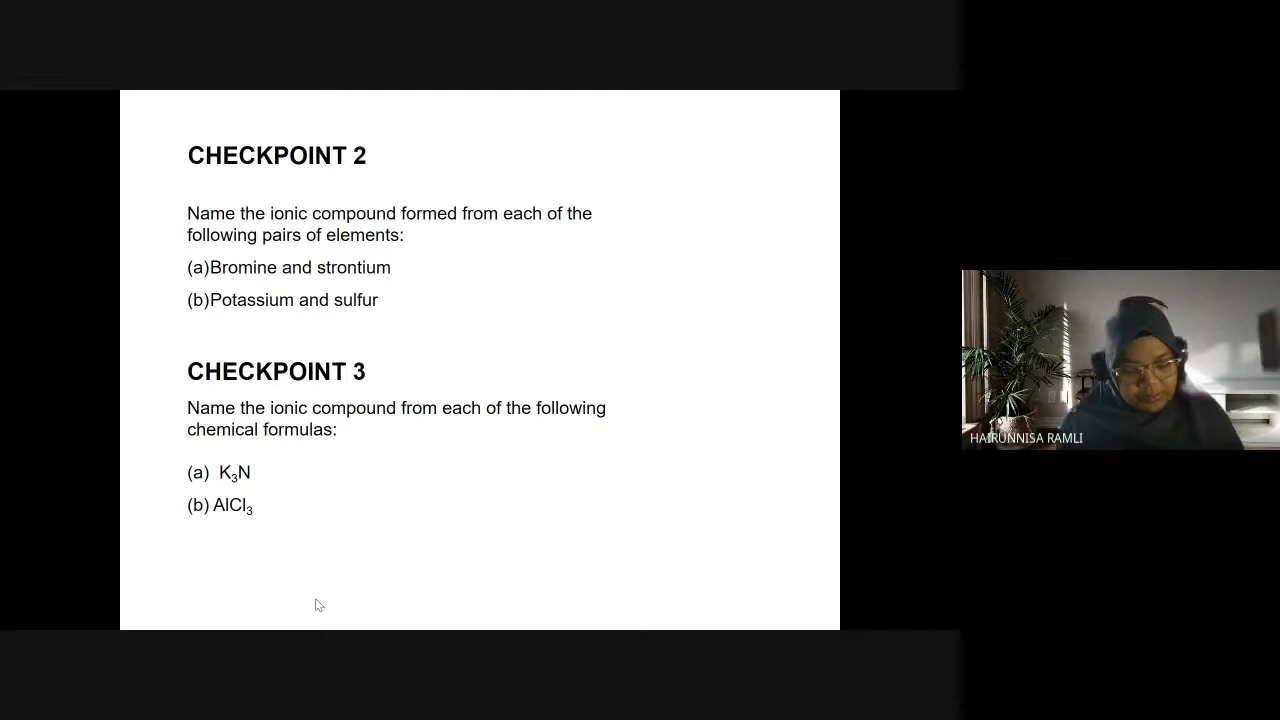 CHECKPOINT 2
Name the ionic compound formed from each of the
following pairs of elements:
(a)Bromine and strontium
(b)Potassium and sulfur
CHECKPOINT 3
Name the ionic compound from each of the following
chemical formulas:
(a) K₃N
(b) AlCl₃
HAIRUNNISA RAMLI